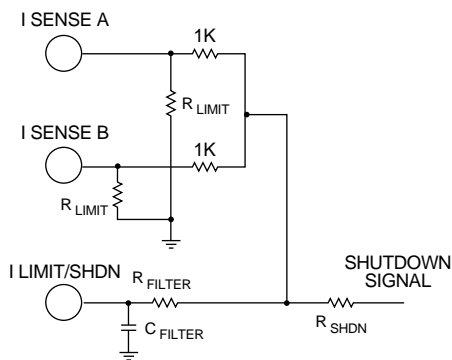 I SENSE A
1K
R LIMIT
I SENSE B
1K
R LIMIT
I LIMIT/SHDN
R FILTER
SHUTDOWN
SIGNAL
C FILTER
R SHDN